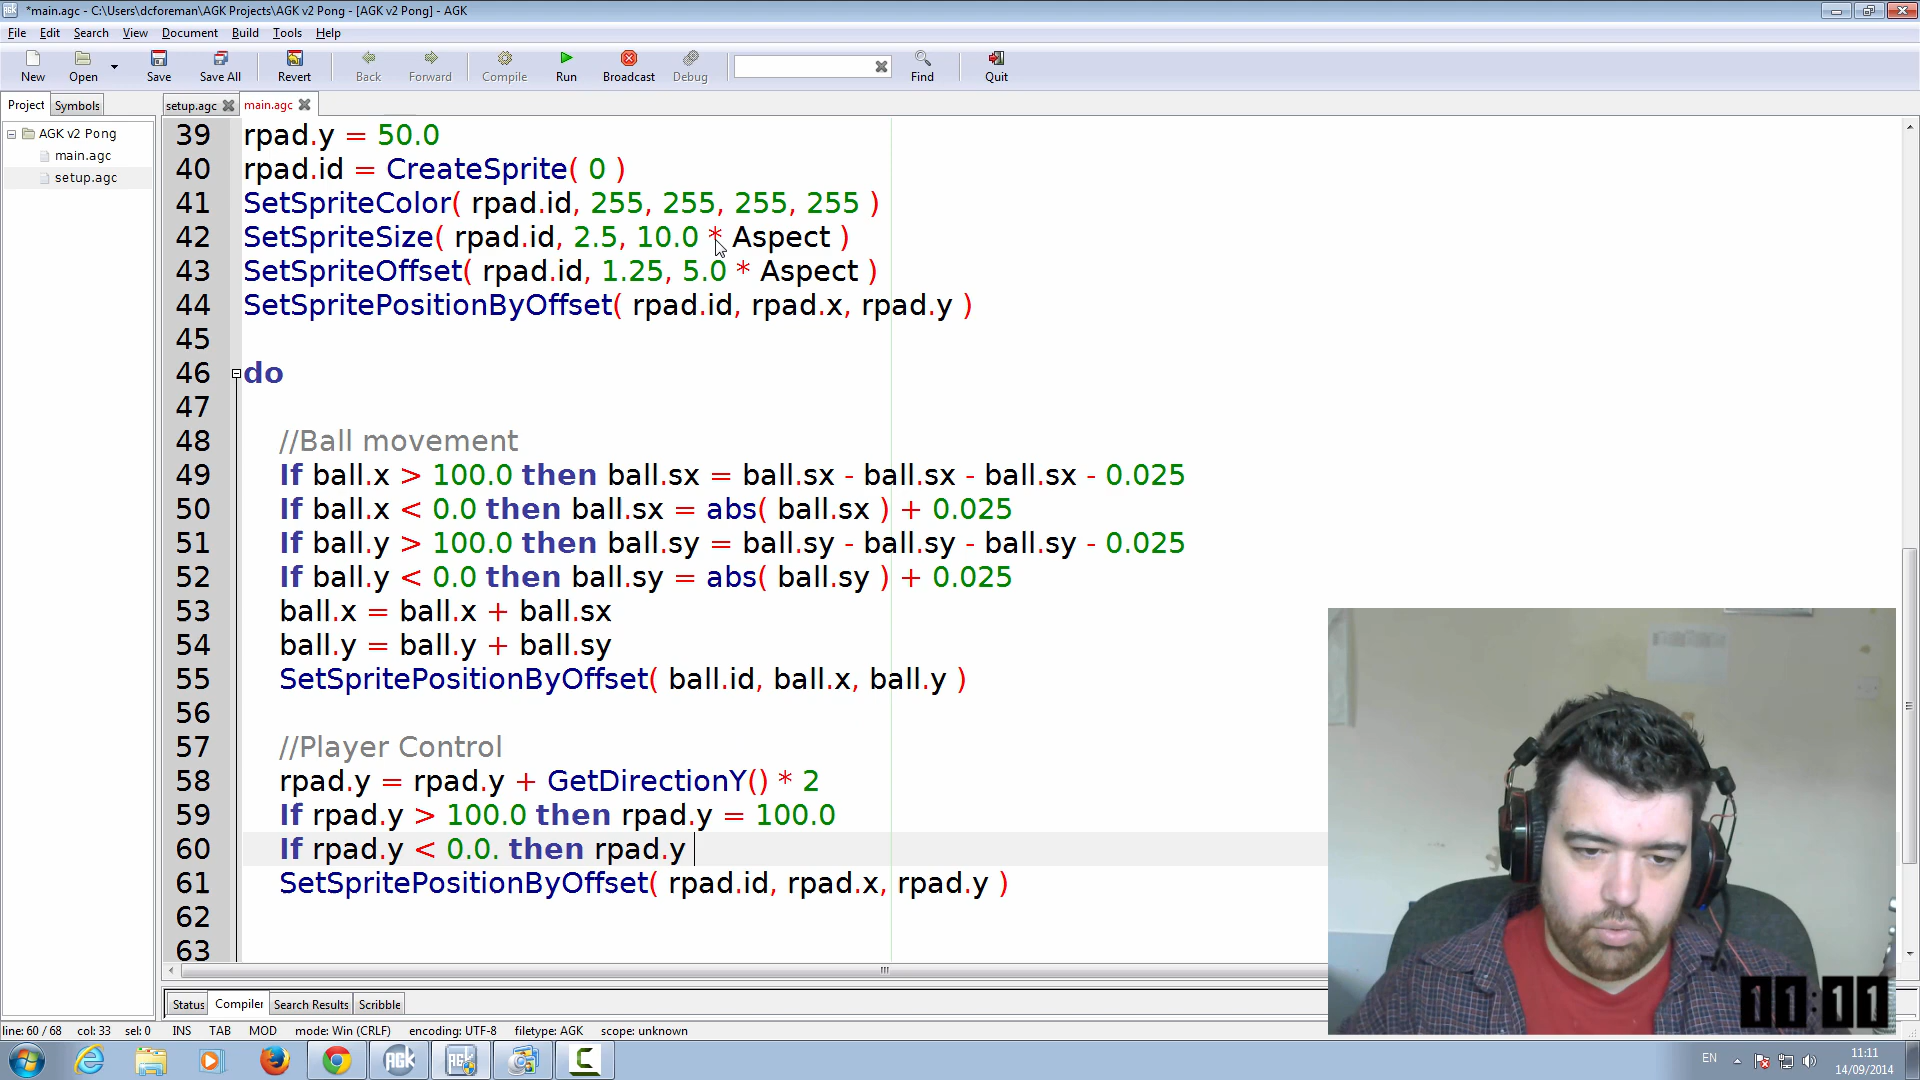 *main.agc - C:\Users\dcforeman\AGK Projects\AGK v2 Pong - [AGK v2 Pong] - AGK
File Edit Search View Document Build Tools Help
New Open Save Save All Revert Back Forward Compile Run Broadcast Debug Find Quit
Project Symbols setup.agc main.agc
AGK v2 Pong
main.agc
setup.agc
39 rpad.y = 50.0
40 rpad.id = CreateSprite( 0 )
41 SetSpriteColor( rpad.id, 255, 255, 255, 255 )
42 SetSpriteSize( rpad.id, 2.5, 10.0 * Aspect )
43 SetSpriteOffset( rpad.id, 1.25, 5.0 * Aspect )
44 SetSpritePositionByOffset( rpad.id, rpad.x, rpad.y )
45
46 do
47
48 //Ball movement
49 If ball.x > 100.0 then ball.sx = ball.sx - ball.sx - ball.sx - 0.025
50 If ball.x < 0.0 then ball.sx = abs( ball.sx ) + 0.025
51 If ball.y > 100.0 then ball.sy = ball.sy - ball.sy - ball.sy - 0.025
52 If ball.y < 0.0 then ball.sy = abs( ball.sy ) + 0.025
53 ball.x = ball.x + ball.sx
54 ball.y = ball.y + ball.sy
55 SetSpritePositionByOffset( ball.id, ball.x, ball.y )
56
57 //Player Control
58 rpad.y = rpad.y + GetDirectionY() * 2
59 If rpad.y > 100.0 then rpad.y = 100.0
60 If rpad.y < 0.0. then rpad.y
61 SetSpritePositionByOffset( rpad.id, rpad.x, rpad.y )
62
63
Status Compiler Search Results Scribble
line: 60 / 68 col: 33 sel: 0 INS TAB MOD mode: Win (CRLF) encoding: UTF-8 filetype: AGK scope: unknown
11:11
AGK
AGK
EN
11:11
14/09/2014